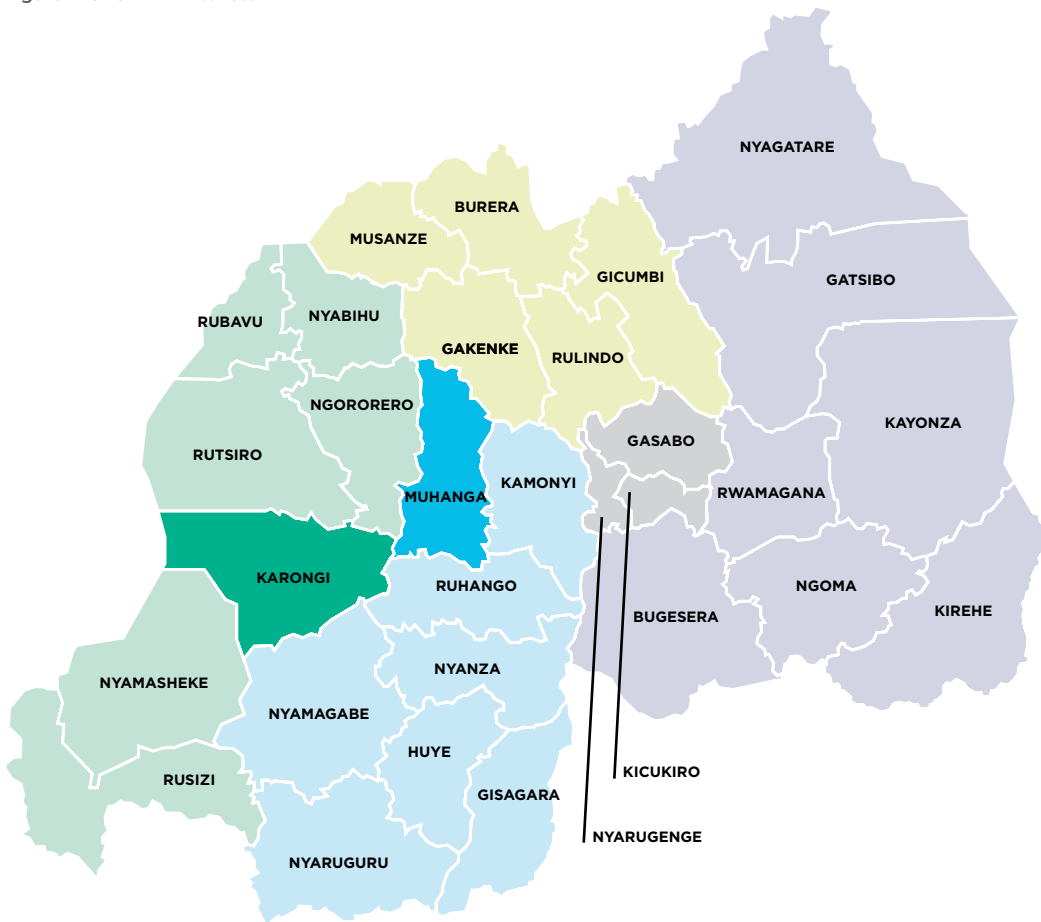 NYAGATARE
BURERA
MUSANZE
GICUMBI
GATSIBO
RUBAVU
NYABIHU
GAKENKE
RULINDO
NGORORERO
KAYONZA
GASABO
RUTSIRO
KAMONYI
RWAMAGANA
MUHANGA
KARONGI
RUHANGO
NGOMA
KIREHE
BUGESERA
NYANZA
NYAMASHEKE
NYAMAGABE
HUYE
KICUKIRO
RUSIZI
GISAGARA
NYARUGENGE
NYARUGURU